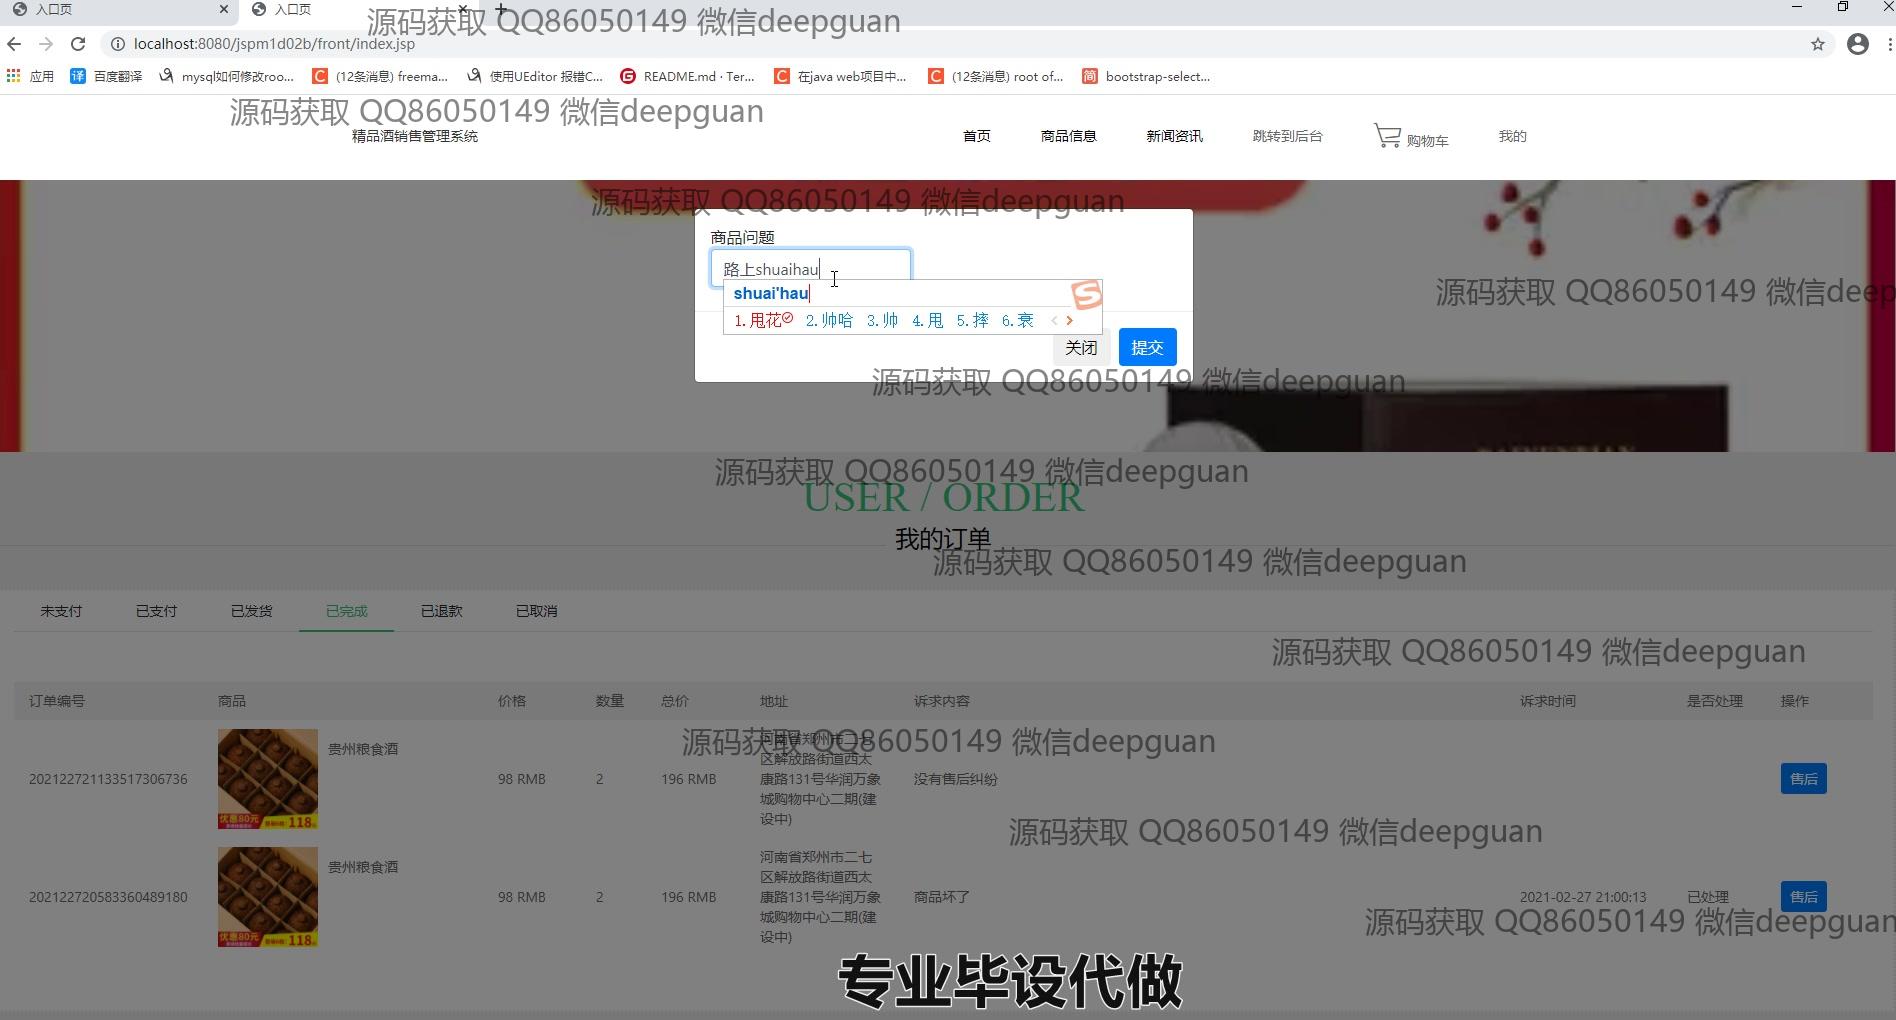 入口页
入口页
源码获取 QQ86050149 微信deepguan
localhost:8080/jspm1d02b/front/index.jsp
应用
百度翻译
mysql如何修改roo...
(12条消息) freema...
使用UEditor 报错C...
README.md · Ter...
在java web项目中...
(12条消息) root of...
bootstrap-select...
源码获取 QQ86050149 微信deepguan
精品酒销售管理系统
首页
商品信息
新闻资讯
跳转到后台
购物车
我的
源码获取 QQ86050149 微信deepguan
商品问题
路上shuaihau
shuai'hau
1.甩花 2.帅哈 3.帅 4.甩 5.摔 6.衰
源码获取 QQ86050149 微信deep
关闭
提交
源码获取 QQ86050149 微信deepguan
源码获取 QQ86050149 微信deepguan
USER / ORDER
我的订单
源码获取 QQ86050149 微信deepguan
未支付
已支付
已发货
已完成
已退款
已取消
源码获取 QQ86050149 微信deepguan
订单编号
商品
价格
数量
总价
地址
诉求内容
诉求时间
是否处理
操作
源码获取 QQ86050149 微信deepguan
202122721133517306736
优惠80元
118
贵州粮食酒
98 RMB
2
196 RMB
河南省郑州市二七
区解放路街道西太
康路131号华润万象
城购物中心二期(建
设中)
没有售后纠纷
售后
源码获取 QQ86050149 微信deepguan
202122720583360489180
优惠80元
118
贵州粮食酒
98 RMB
2
196 RMB
河南省郑州市二七
区解放路街道西太
康路131号华润万象
城购物中心二期(建
设中)
商品坏了
2021-02-27 21:00:13
已处理
售后
源码获取 QQ86050149 微信deepguan
专业毕设代做